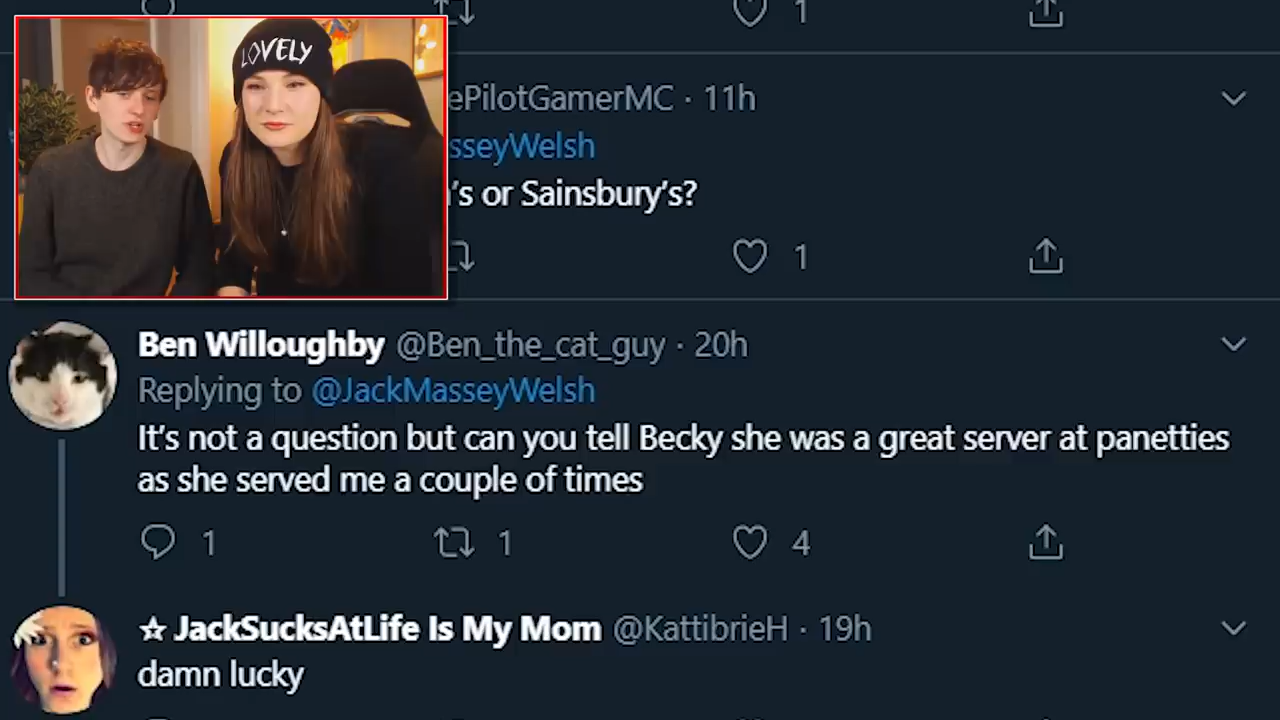 1
LOVELY
ePilotGamerMC · 11h
sseyWelsh
's or Sainsbury's?
1
Ben Willoughby @Ben_the_cat_guy · 20h
Replying to @JackMasseyWelsh
It's not a question but can you tell Becky she was a great server at panetties
as she served me a couple of times
1 1 4
☆ JackSucksAtLife Is My Mom @KattibrieH · 19h
damn lucky